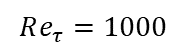 Re_τ = 1000